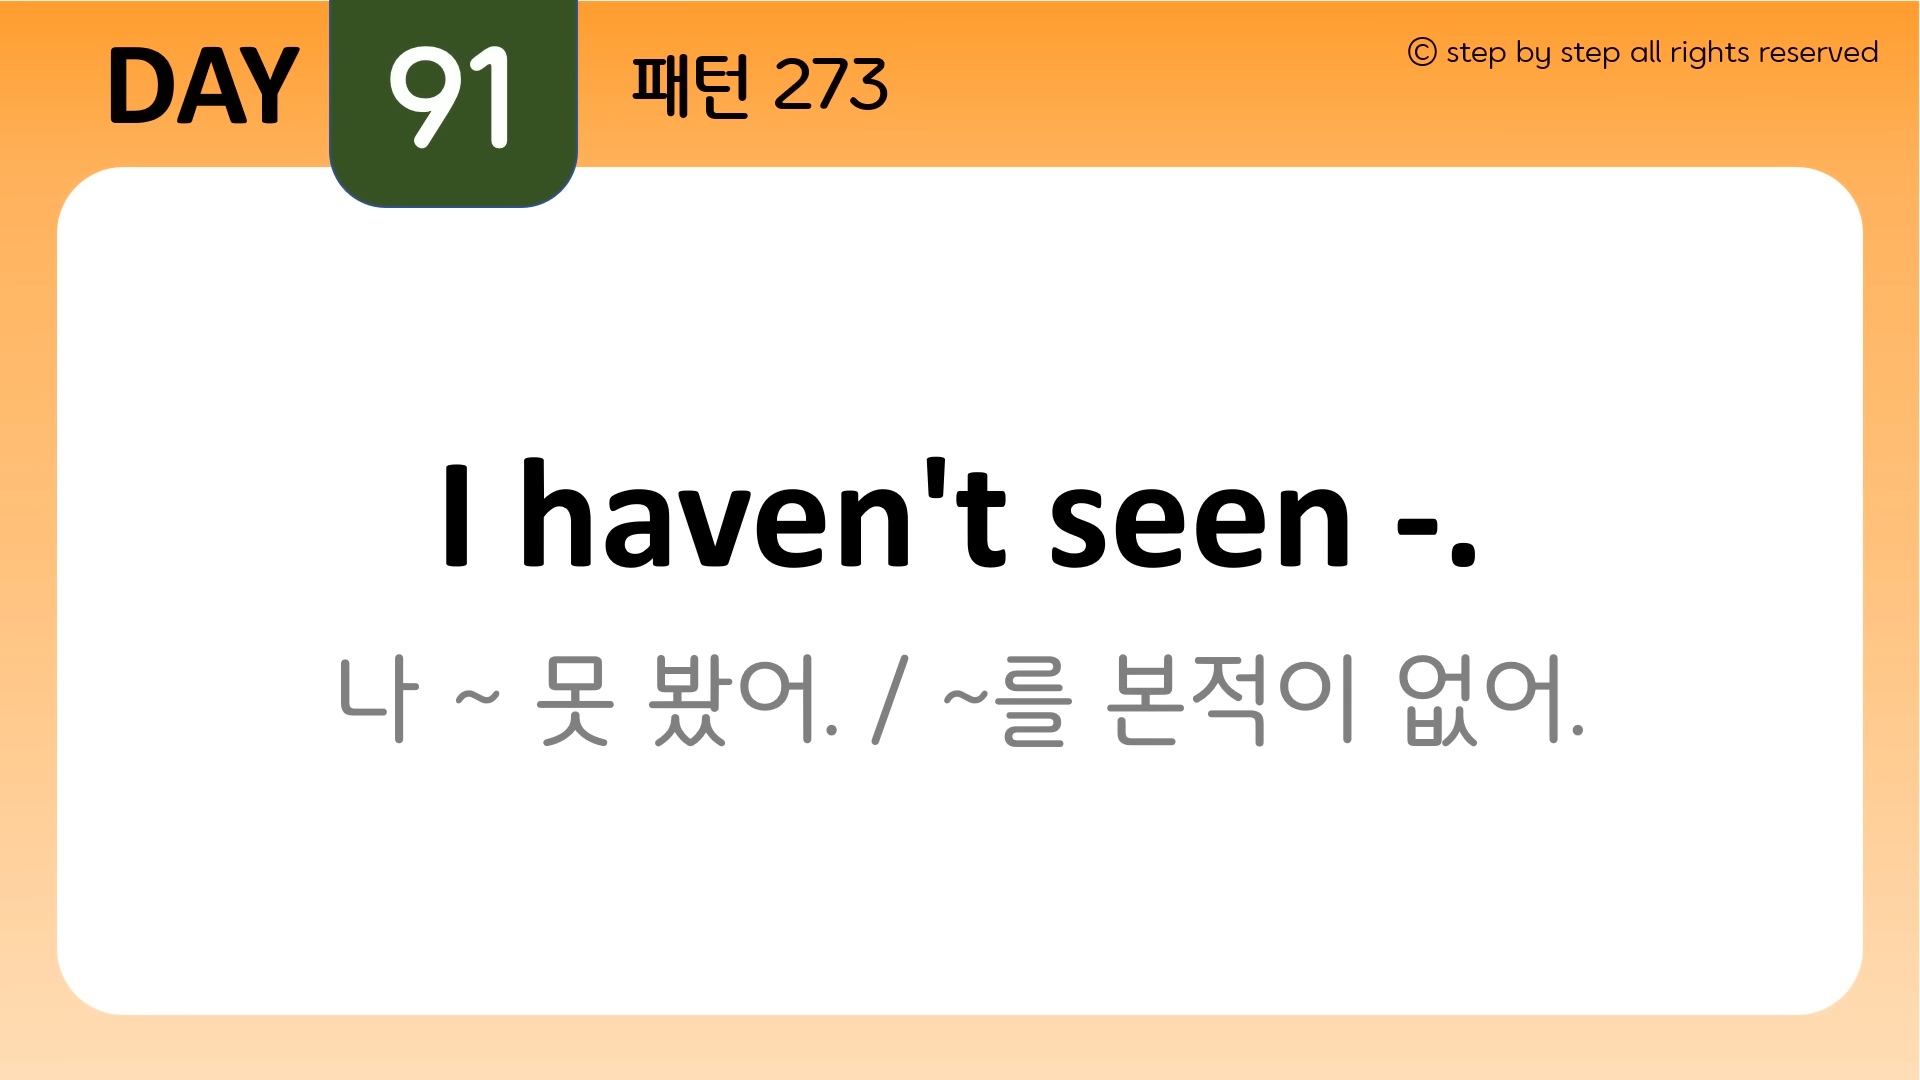 DAY 91 패턴 273
© step by step all rights reserved
I haven't seen -.
나 ~ 못 봤어. / ~를 본적이 없어.